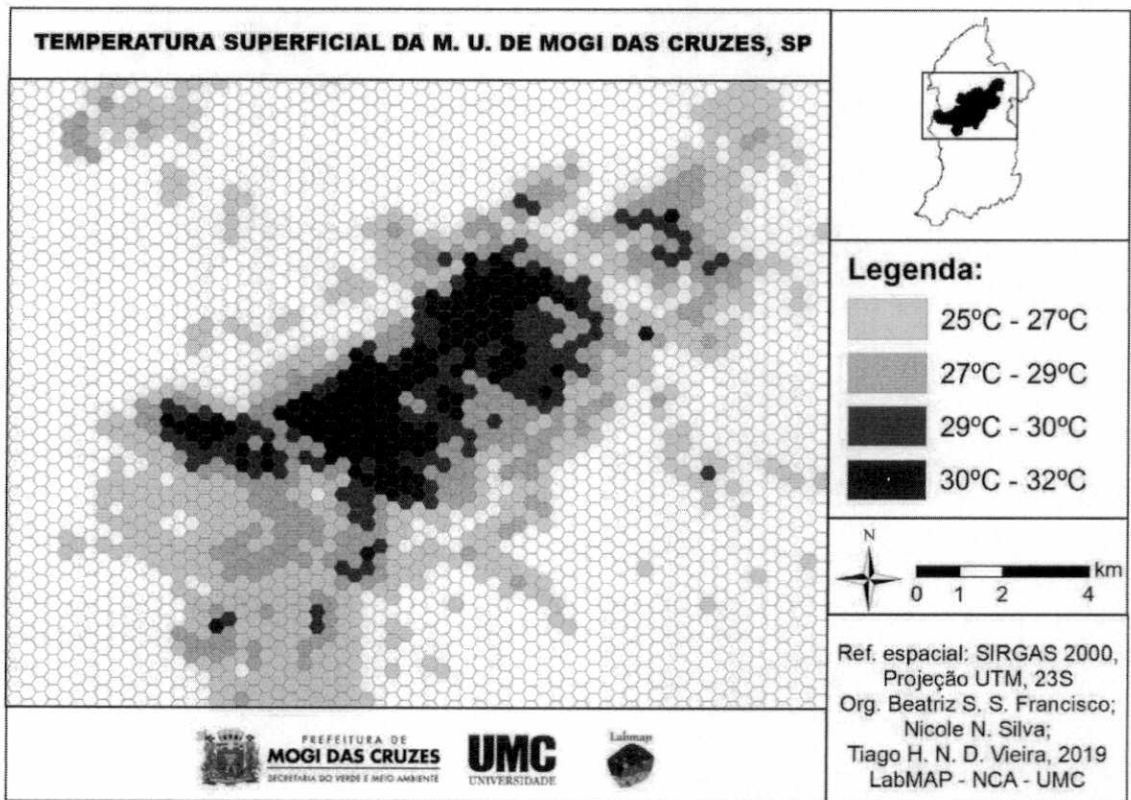 TEMPERATURA SUPERFICIAL DA M. U. DE MOGI DAS CRUZES, SP
Legenda:
25ºC - 27ºC
27ºC - 29ºC
29ºC - 30ºC
30ºC - 32ºC
N
km
0 1 2 4
Ref. espacial: SIRGAS 2000,
Projeção UTM, 23S
Org. Beatriz S. S. Francisco;
Nicole N. Silva;
Tiago H. N. D. Vieira, 2019
LabMAP - NCA - UMC
PREFEITURA DE
MOGI DAS CRUZES
SECRETARIA DO VERDE E MEIO AMBIENTE
UMC
UNIVERSIDADE
Labmap